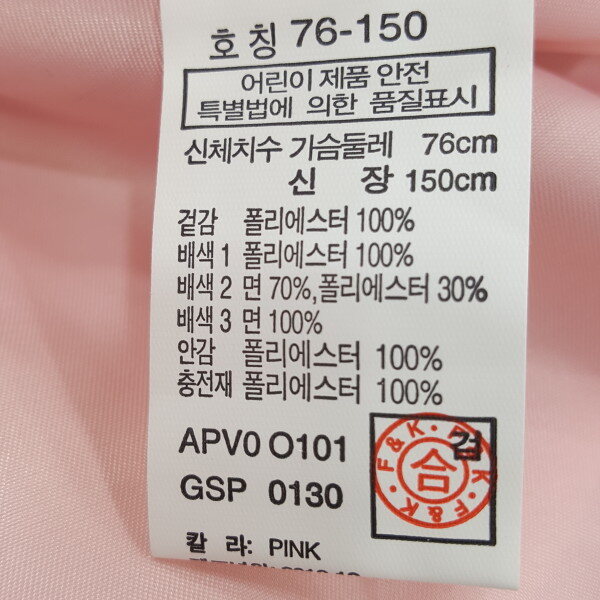 호 칭 76-150
어린이 제품 안전
특별법에 의한 품질표시
신체치수 가슴둘레 76cm
신 장 150cm
겉감 폴리에스터 100%
배색 1 폴리에스터 100%
배색 2 면 70%,폴리에스터 30%
배색 3 면 100%
안감 폴리에스터 100%
충전재 폴리에스터 100%
APV0 O101
GSP 0130
검
合
F&K · F&K · F&K ·
칼 라: PINK